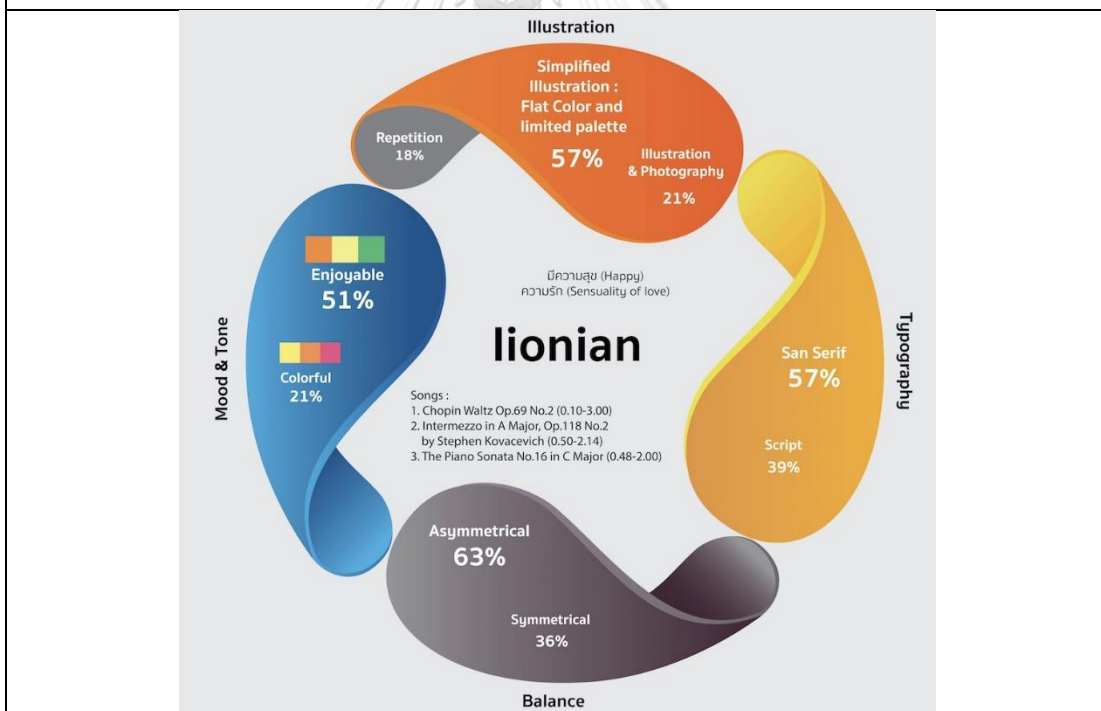 Illustration
Simplified
Illustration :
Flat Color and
limited palette
57%
Illustration
& Photography
21%
Repetition
18%
Typography
San Serif
57%
Script
39%
Mood & Tone
Enjoyable
51%
Colorful
21%
มีความสุข (Happy)
ความรัก (Sensuality of love)
lionian
Songs :
1. Chopin Waltz Op.69 No.2 (0.10-3.00)
2. Intermezzo in A Major, Op.118 No.2
by Stephen Kovacevich (0.50-2.14)
3. The Piano Sonata No.16 in C Major (0.48-2.00)
Asymmetrical
63%
Symmetrical
36%
Balance